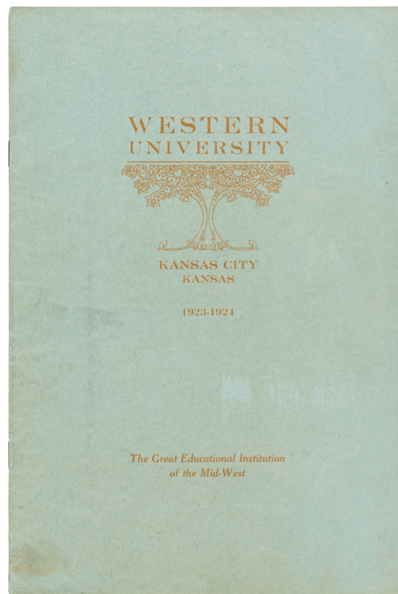 WESTERN
UNIVERSITY
KANSAS CITY
KANSAS
1923-1924
The Great Educational Institution
of the Mid-West